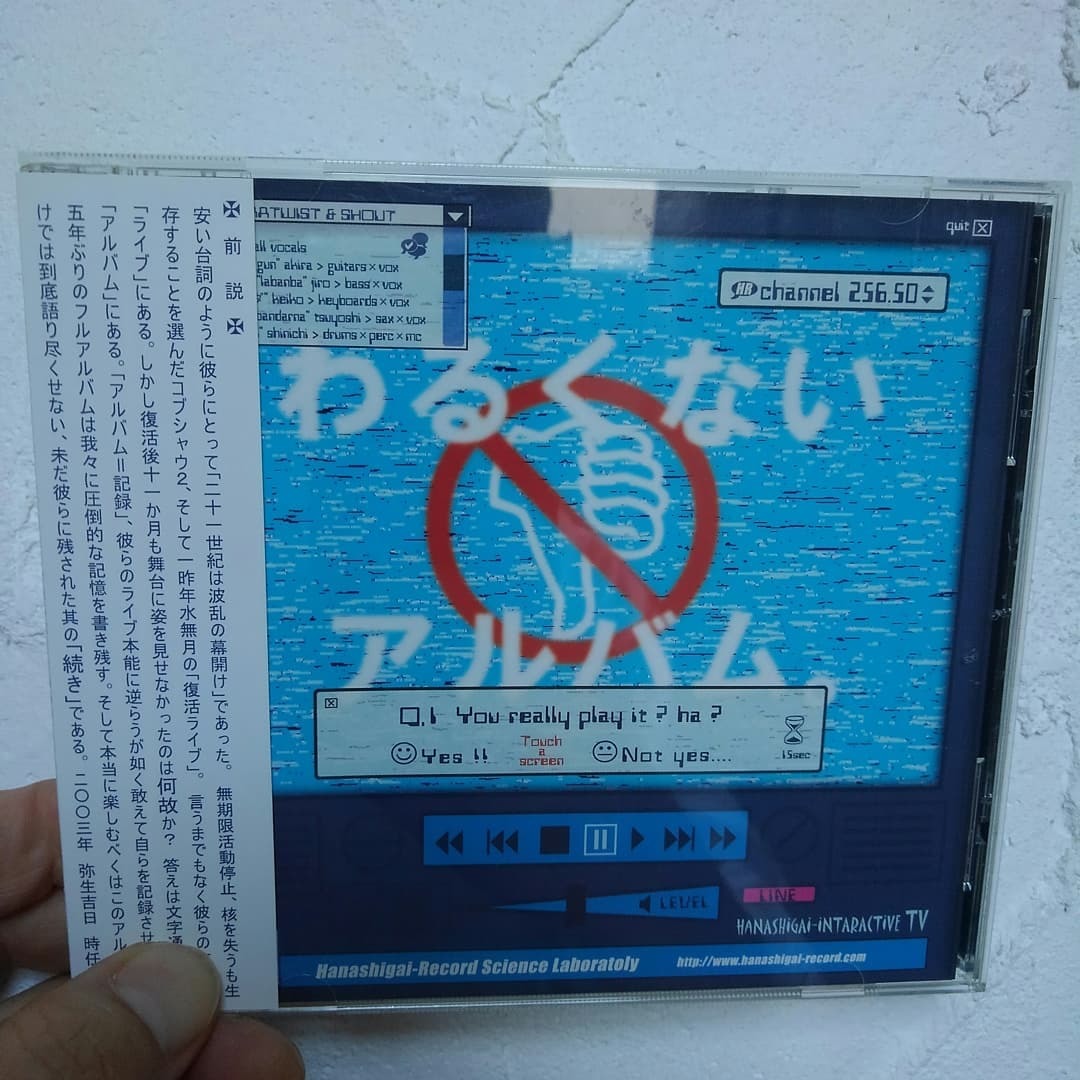 ✠ 前 説 ✠
安い台詞のように彼らにとって「二十一世紀は波乱の幕開け」であった。 無期限活動停止、核を失うも生
存することを選んだコブシャウ2、そして一昨年水無月の「復活ライブ」。 言うまでもなく彼らの
「ライブ」にある。しかし復活後十一か月も舞台に姿を見せなかったのは何故か? 答えは文字通
「アルバム」にある。「アルバム=記録」、彼らのライブ本能に逆らうが如く敢えて自らを記録させ
五年ぶりのフルアルバムは我々に圧倒的な記憶を書き残す。そして本当に楽しむべくはこのアル
けでは到底語り尽くせない、未だ彼らに残された其の「続き」である。二〇〇三年 弥生吉日 時任
ATWIST & SHOUT
all vocals
gun" akira > guitars × vox
labanba" jiro > bass × vox
" keiko > keyboards × vox
bandarna" tsuyoshi > sax × vox
" shinichi > drums × perc × mc
quit
HR channel 256.50
わるくない
アルバム。
Q.1 You really play it ? ha ?
Yes !!
Touch
a
screen
Not yes....
15sec
LEVEL
LINE
HANASHIGAI-INTARACTIVE TV
Hanashigai-Record Science Laboratoly
http://www.hanashigai-record.com